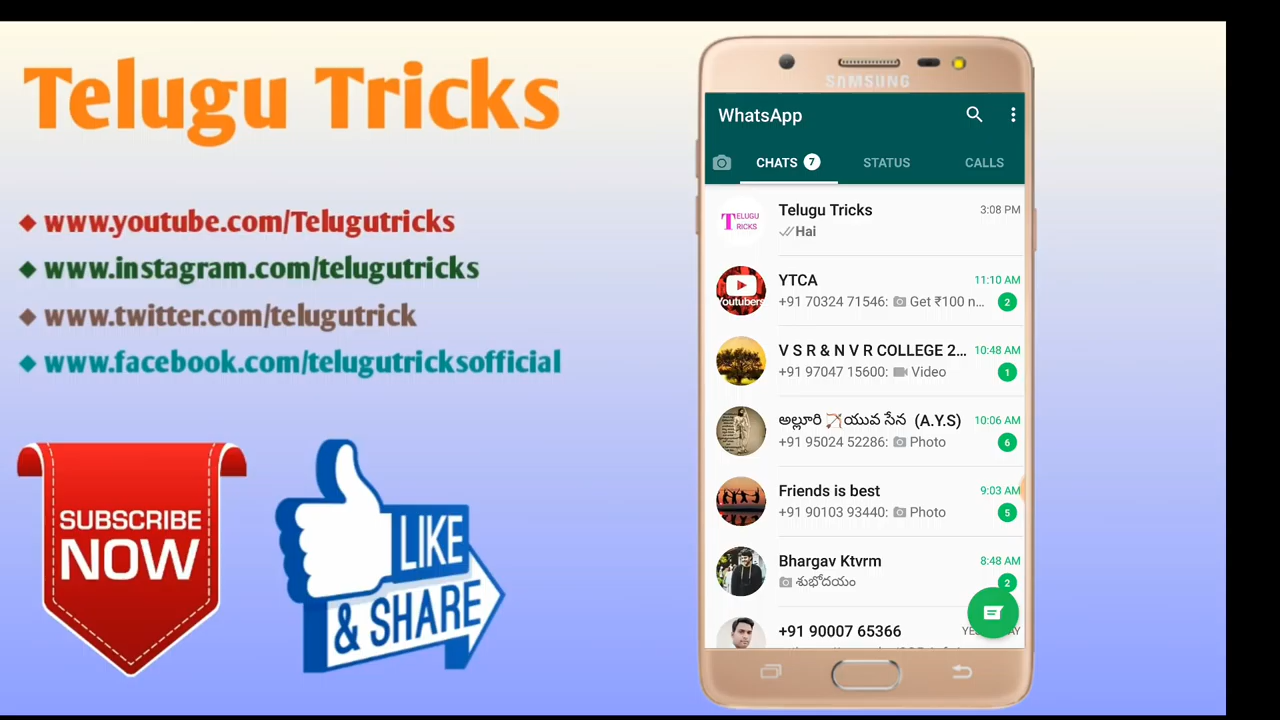 Telugu Tricks
www.youtube.com/Telugutricks
www.instagram.com/telugutricks
www.twitter.com/telugutrick
www.facebook.com/telugutricksofficial
SUBSCRIBE
NOW
LIKE
& SHARE
SAMSUNG
WhatsApp
CHATS 7 STATUS CALLS
TELUGU
TRICKS
Telugu Tricks 3:08 PM
Hai
Youtubers
YTCA 11:10 AM
+91 70324 71546: Get ₹100 n... 2
V S R & N V R COLLEGE 2... 10:48 AM
+91 97047 15600: Video 1
అల్లూరి 🏹యువ సేన (A.Y.S) 10:06 AM
+91 95024 52286: Photo 6
Friends is best 9:03 AM
+91 90103 93440: Photo 5
Bhargav Ktvrm 8:48 AM
శుభోదయం 2
+91 90007 65366